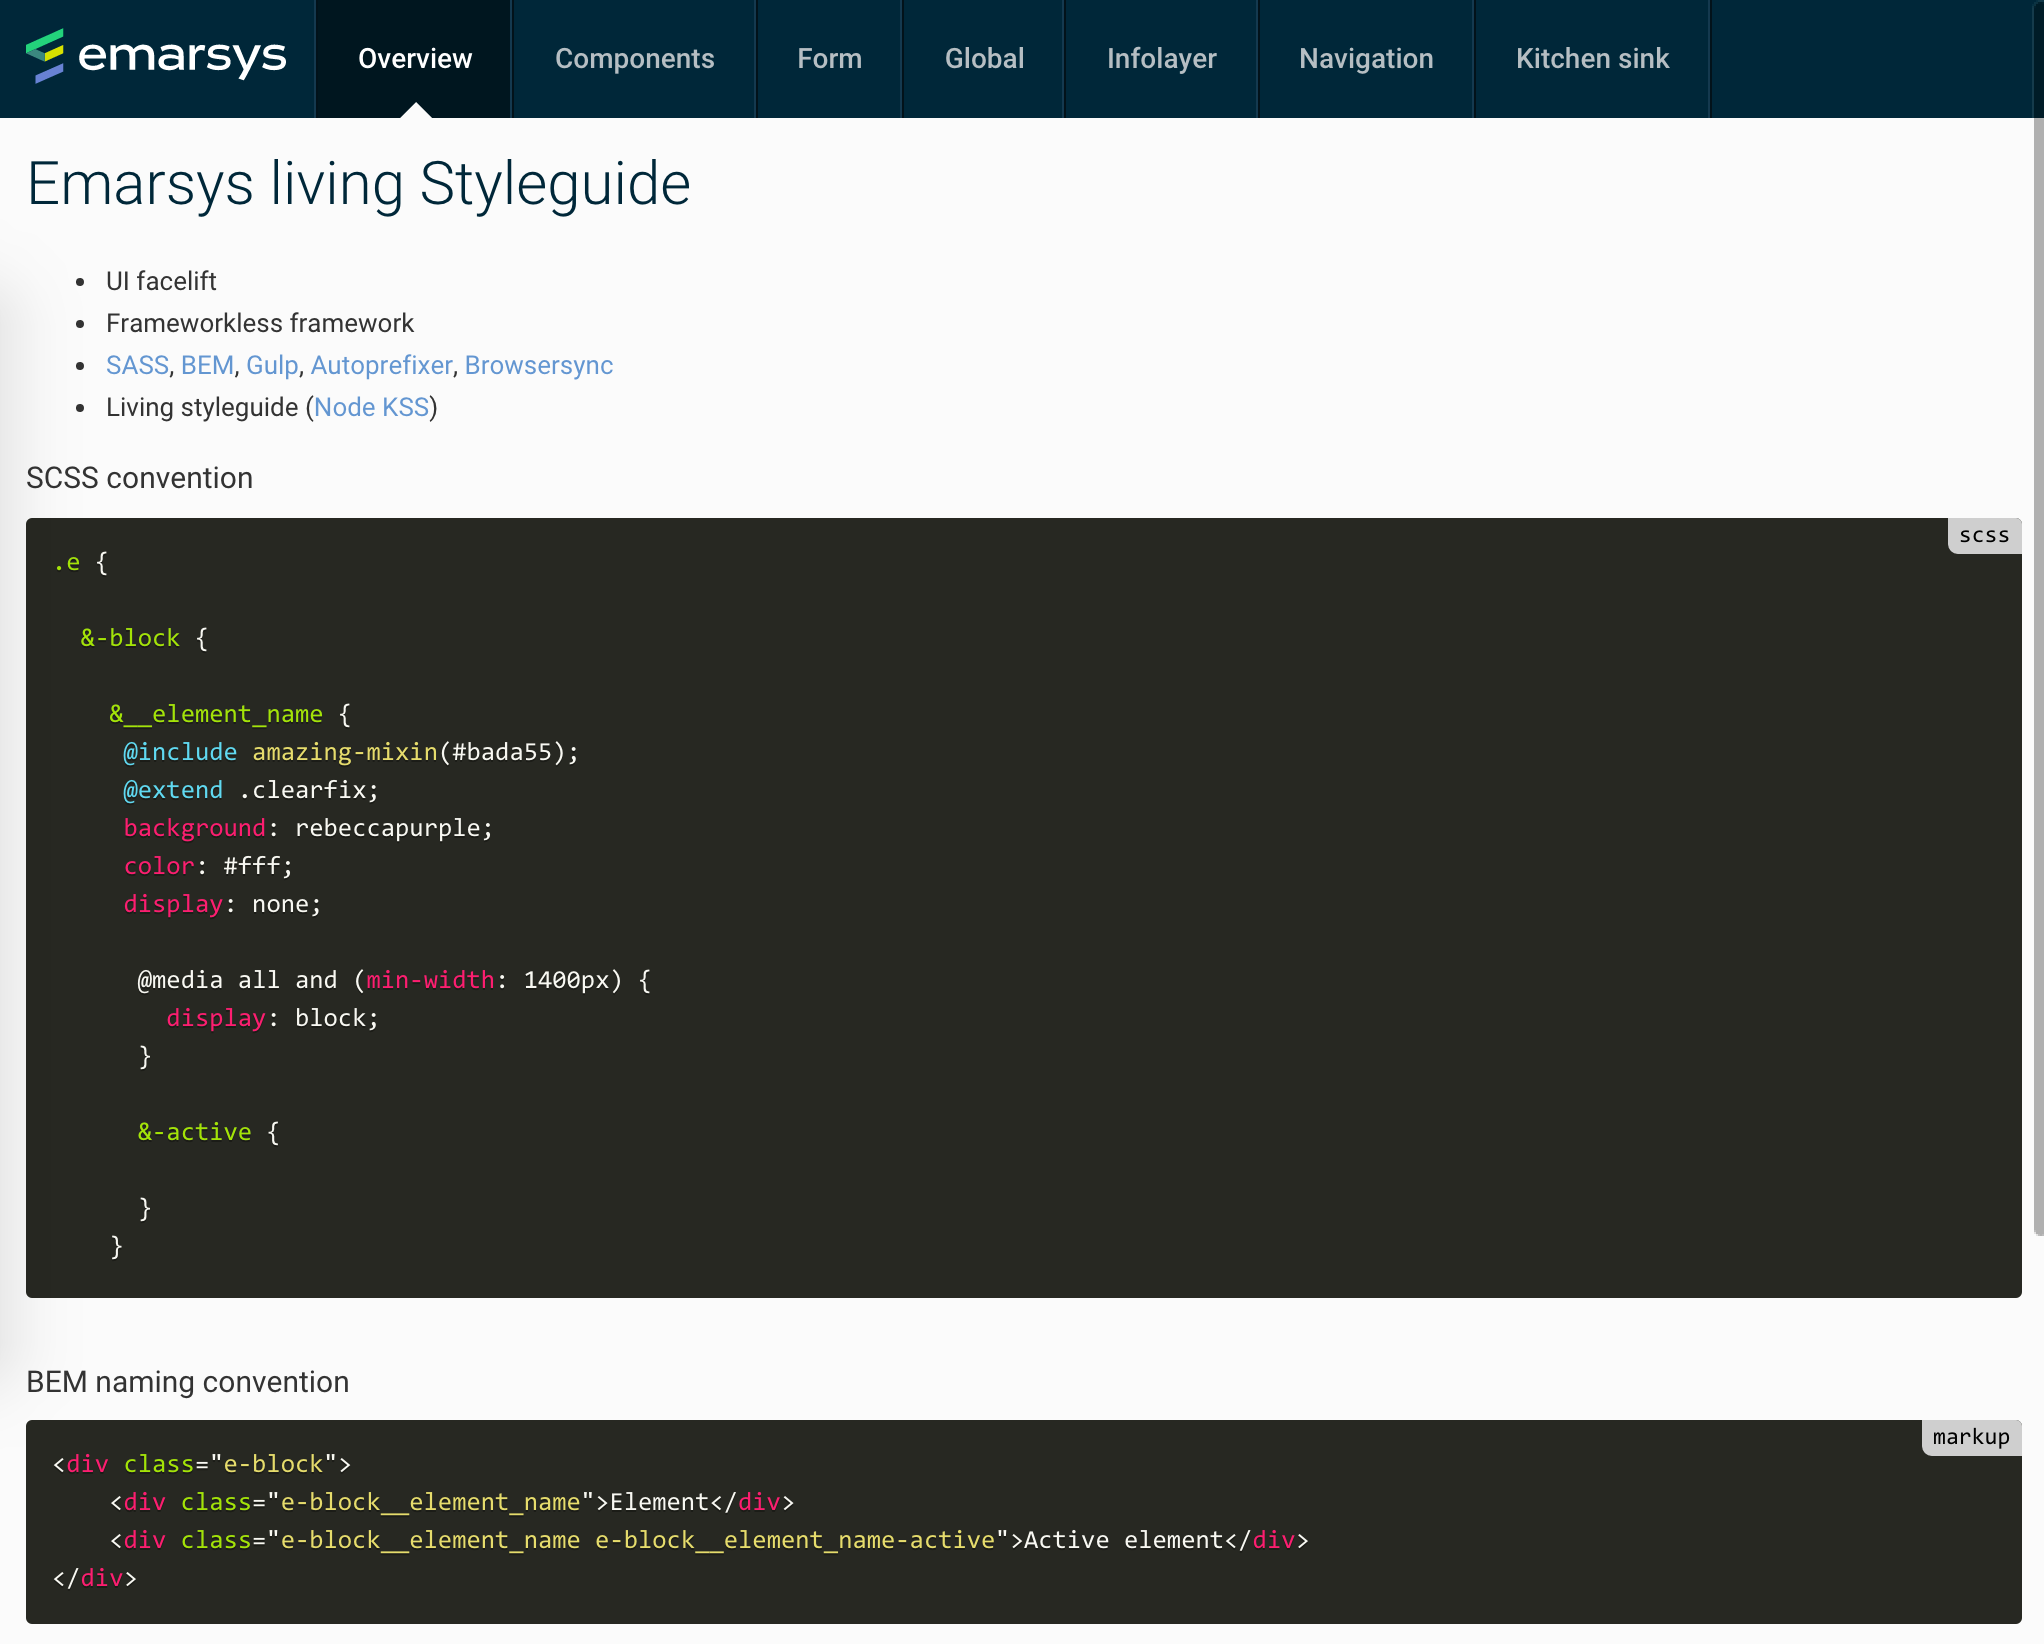 emarsys Overview Components Form Global Infolayer Navigation Kitchen sink
Emarsys living Styleguide
• UI facelift
• Frameworkless framework
• SASS, BEM, Gulp, Autoprefixer, Browsersync
• Living styleguide (Node KSS)
SCSS convention
scss
.e {
  &-block {
    &__element_name {
     @include amazing-mixin(#bada55);
     @extend .clearfix;
     background: rebeccapurple;
     color: #fff;
     display: none;
      @media all and (min-width: 1400px) {
        display: block;
      }
      &-active {
      }
    }
BEM naming convention
markup
<div class="e-block">
    <div class="e-block__element_name">Element</div>
    <div class="e-block__element_name e-block__element_name-active">Active element</div>
</div>